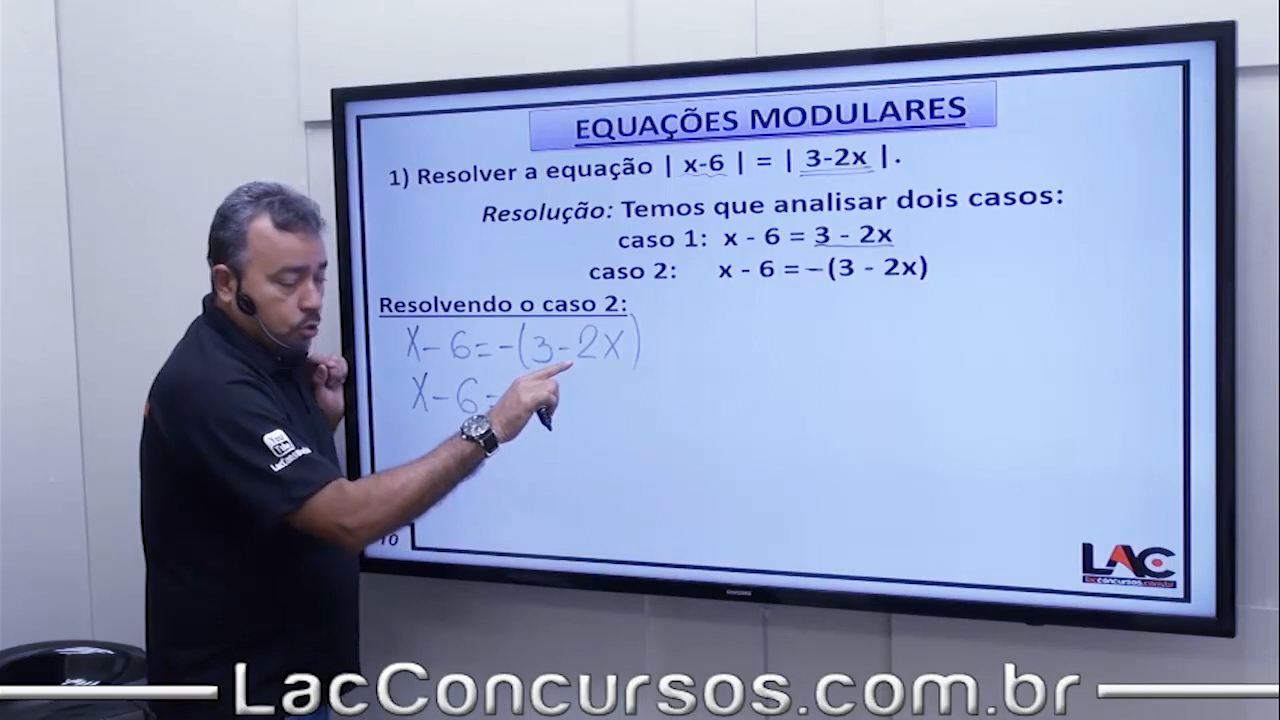 EQUAÇÕES MODULARES
1) Resolver a equação | x-6 | = | 3-2x |.
Resolução: Temos que analisar dois casos:
caso 1: x - 6 = 3 - 2x
caso 2: x - 6 = -(3 - 2x)
Resolvendo o caso 2:
X-6=-(3-2X)
X-6=
You
10
LAC
lacconcursos.com.br
SAMSUNG
LacConcursos.com.br